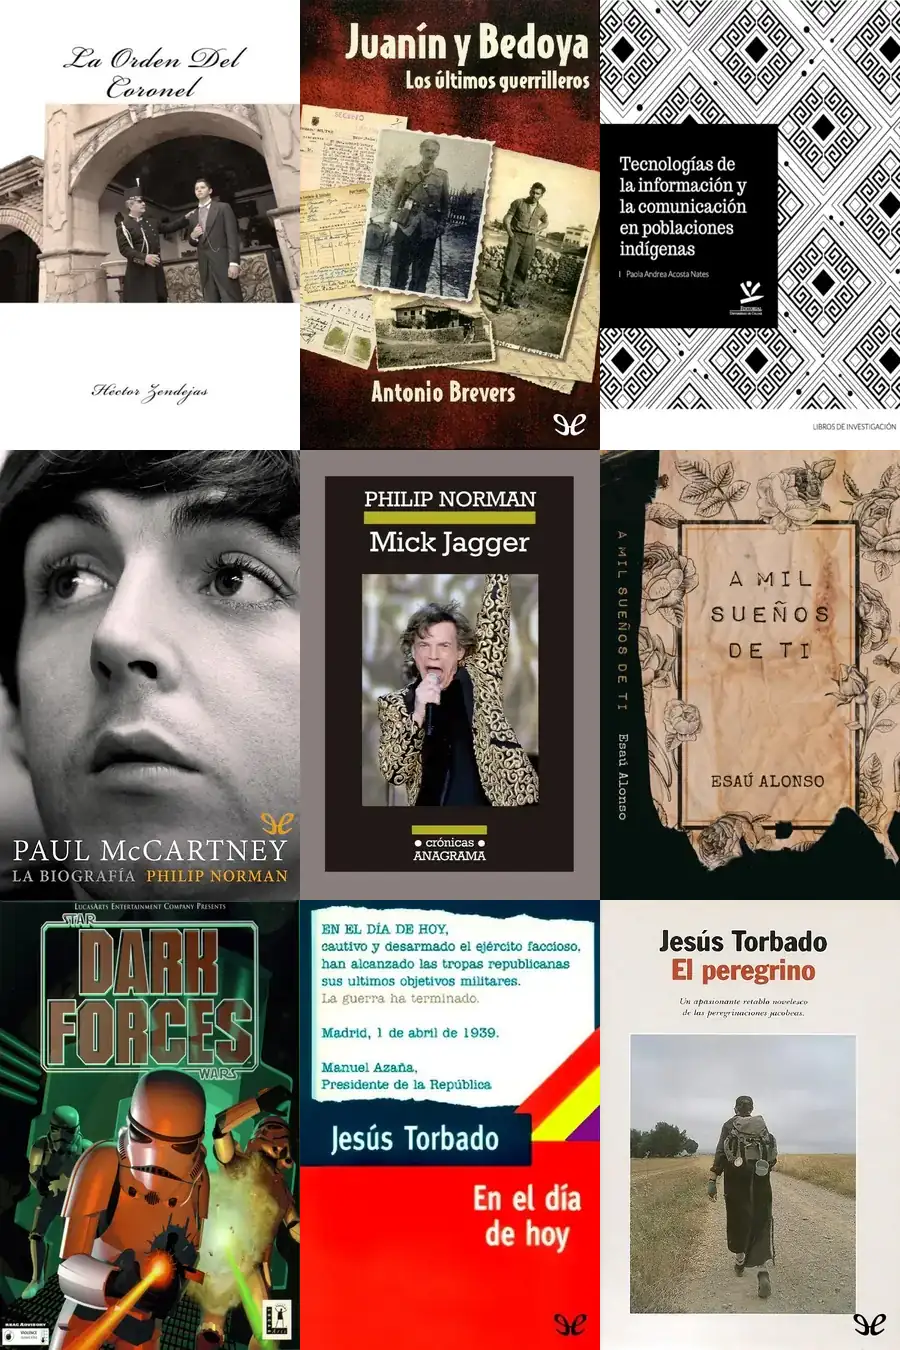 La Orden Del
Coronel
Héctor Zendejas
Juanín y Bedoya
Los últimos guerrilleros
Antonio Brevers
Tecnologías de
la información y
la comunicación
en poblaciones
indígenas
Paola Andrea Acosta Nates
EDITORIAL
LIBROS DE INVESTIGACIÓN
PAUL McCARTNEY
LA BIOGRAFÍA PHILIP NORMAN
PHILIP NORMAN
Mick Jagger
• crónicas •
ANAGRAMA
A MIL SUEÑOS DE TI Esaú Alonso
A MIL
SUEÑOS
DE TI
ESAÚ ALONSO
LUCASARTS ENTERTAINMENT COMPANY PRESENTS
STAR
DARK
FORCES
WARS
VIOLENCE
EN EL DÍA DE HOY,
cautivo y desarmado el ejército faccioso,
han alcanzado las tropas republicanas
sus ultimos objetivos militares.
La guerra ha terminado.
Madrid, 1 de abril de 1939.
Manuel Azaña,
Presidente de la República
Jesús Torbado
En el día
de hoy
Jesús Torbado
El peregrino
Un apasionante retablo novelesco
de las peregrinaciones jacobeas.